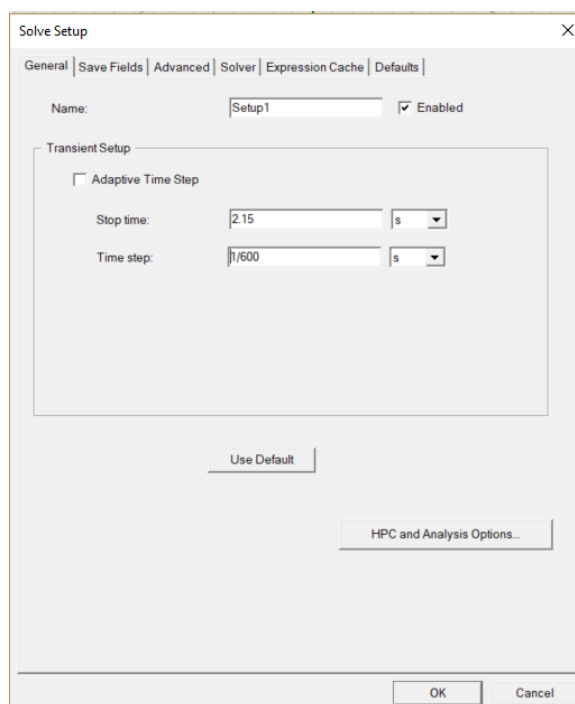 Solve Setup
General Save Fields Advanced Solver Expression Cache Defaults
Name: Setup1 Enabled
Transient Setup
Adaptive Time Step
Stop time: 2.15 s
Time step: 1/600 s
Use Default
HPC and Analysis Options...
OK Cancel